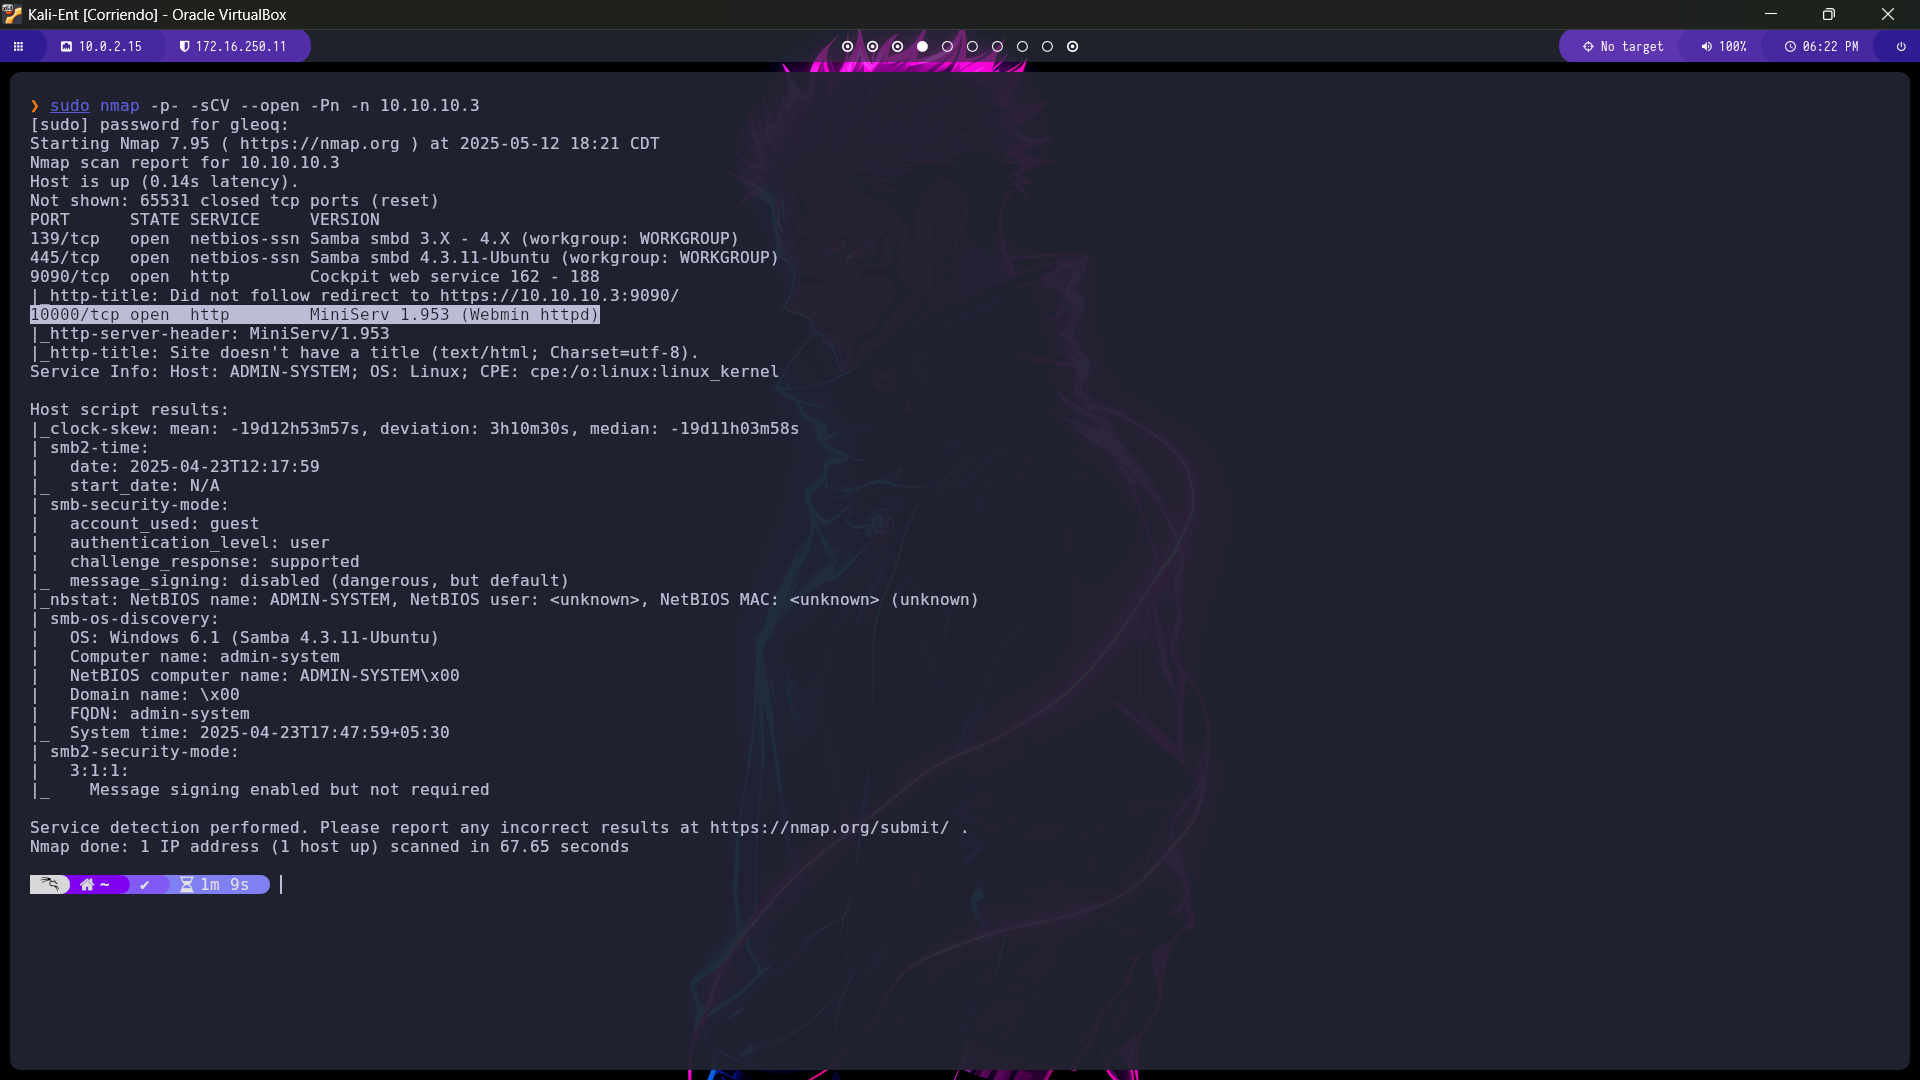 Kali-Ent [Corriendo] - Oracle VirtualBox
10.0.2.15 172.16.250.11 No target 100% 06:22 PM
❯ sudo nmap -p- -sCV --open -Pn -n 10.10.10.3
[sudo] password for gleoq:
Starting Nmap 7.95 ( https://nmap.org ) at 2025-05-12 18:21 CDT
Nmap scan report for 10.10.10.3
Host is up (0.14s latency).
Not shown: 65531 closed tcp ports (reset)
PORT      STATE SERVICE     VERSION
139/tcp   open  netbios-ssn Samba smbd 3.X - 4.X (workgroup: WORKGROUP)
445/tcp   open  netbios-ssn Samba smbd 4.3.11-Ubuntu (workgroup: WORKGROUP)
9090/tcp  open  http        Cockpit web service 162 - 188
|_http-title: Did not follow redirect to https://10.10.10.3:9090/
10000/tcp open  http        MiniServ 1.953 (Webmin httpd)
|_http-server-header: MiniServ/1.953
|_http-title: Site doesn't have a title (text/html; Charset=utf-8).
Service Info: Host: ADMIN-SYSTEM; OS: Linux; CPE: cpe:/o:linux:linux_kernel
Host script results:
|_clock-skew: mean: -19d12h53m57s, deviation: 3h10m30s, median: -19d11h03m58s
| smb2-time:
|   date: 2025-04-23T12:17:59
|_  start_date: N/A
| smb-security-mode:
|   account_used: guest
|   authentication_level: user
|   challenge_response: supported
|_  message_signing: disabled (dangerous, but default)
|_nbstat: NetBIOS name: ADMIN-SYSTEM, NetBIOS user: <unknown>, NetBIOS MAC: <unknown> (unknown)
| smb-os-discovery:
|   OS: Windows 6.1 (Samba 4.3.11-Ubuntu)
|   Computer name: admin-system
|   NetBIOS computer name: ADMIN-SYSTEM\x00
|   Domain name: \x00
|   FQDN: admin-system
|_  System time: 2025-04-23T17:47:59+05:30
| smb2-security-mode:
|   3:1:1:
|_    Message signing enabled but not required
Service detection performed. Please report any incorrect results at https://nmap.org/submit/ .
Nmap done: 1 IP address (1 host up) scanned in 67.65 seconds
~ ✔ 1m 9s